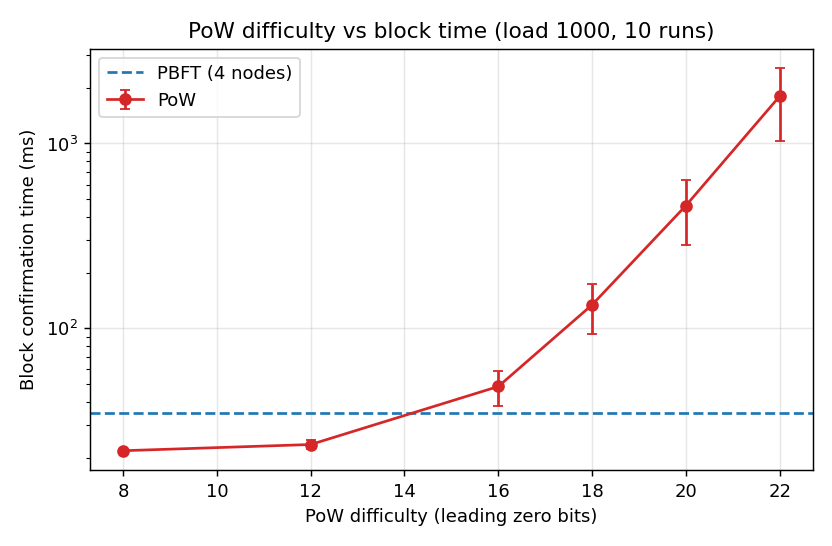 PoW difficulty vs block time (load 1000, 10 runs)
PBFT (4 nodes)
PoW
Block confirmation time (ms)
10³
10²
8 10 12 14 16 18 20 22
PoW difficulty (leading zero bits)